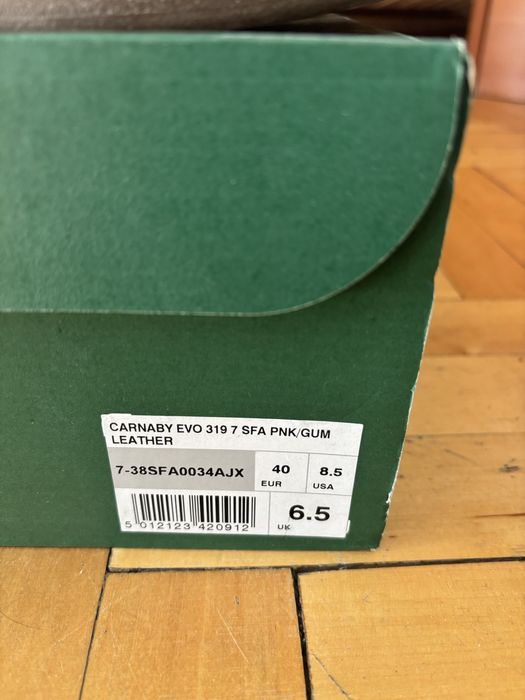 CARNABY EVO 319 7 SFA PNK/GUM
LEATHER
7-38SFA0034AJX
40
EUR
8.5
USA
5 012123 420912
6.5
UK